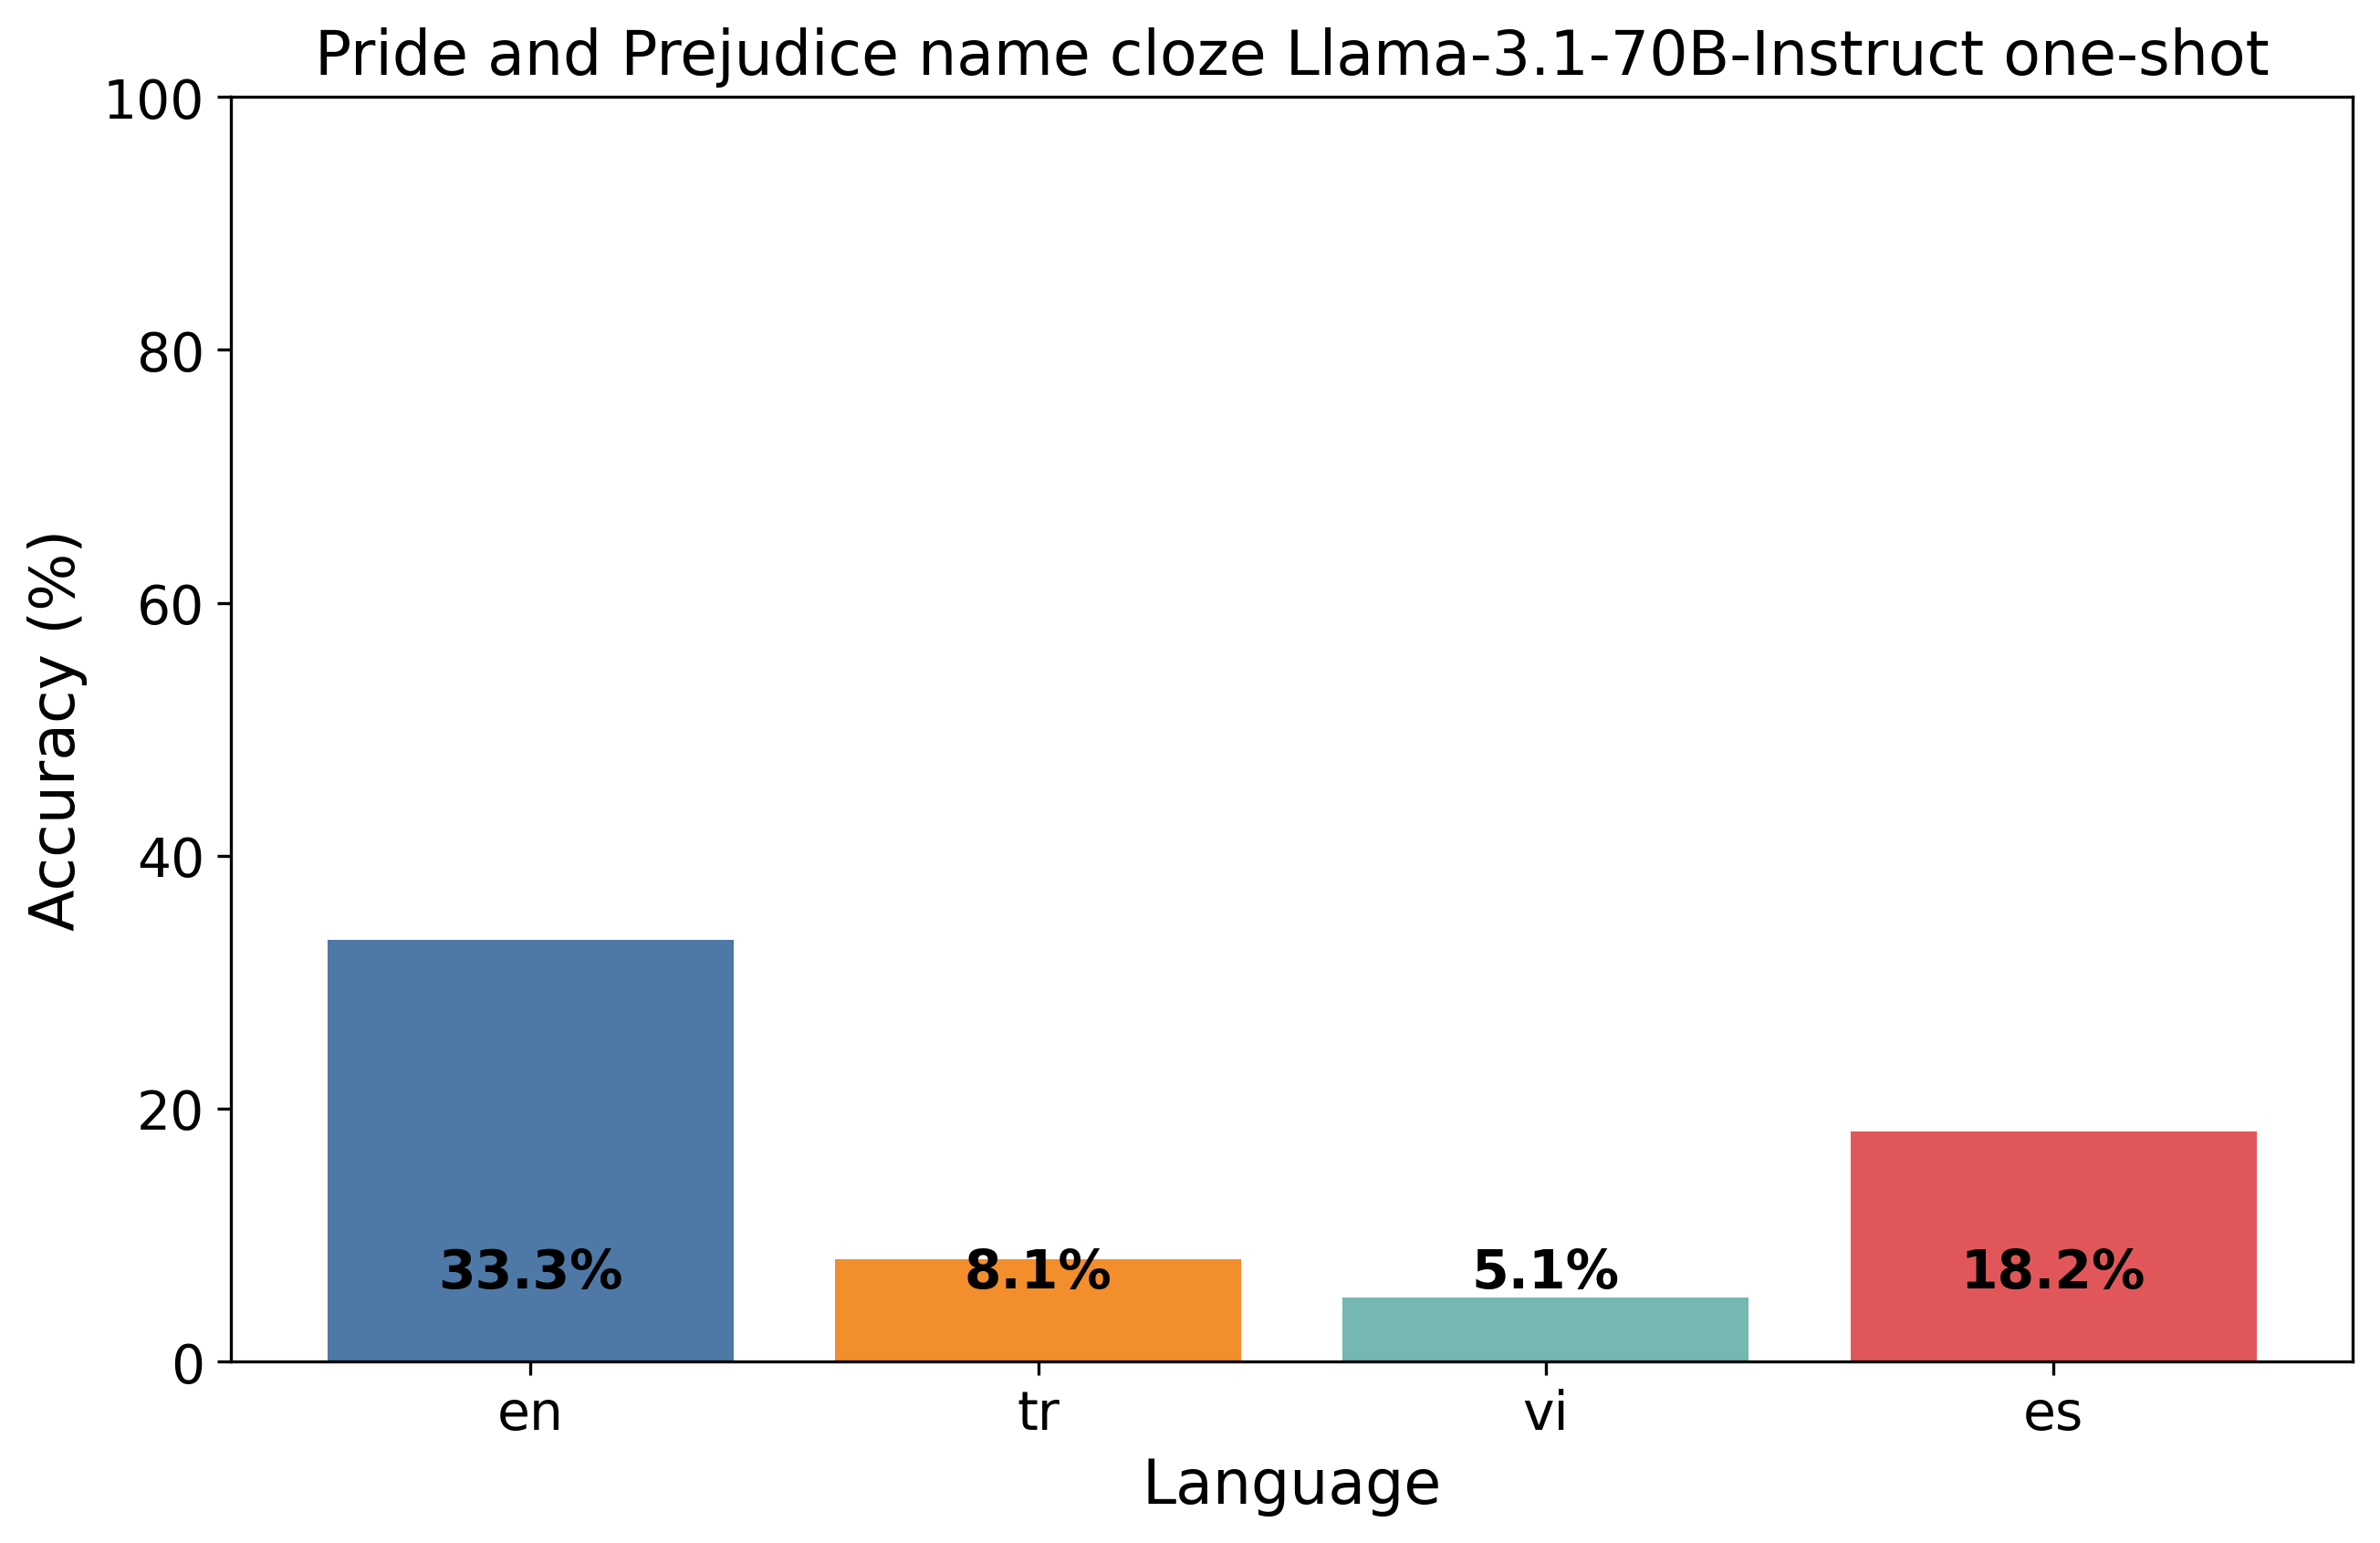 Pride and Prejudice name cloze Llama-3.1-70B-Instruct one-shot
Accuracy (%)
100
80
60
40
20
0
33.3%
8.1%
5.1%
18.2%
en
tr
vi
es
Language